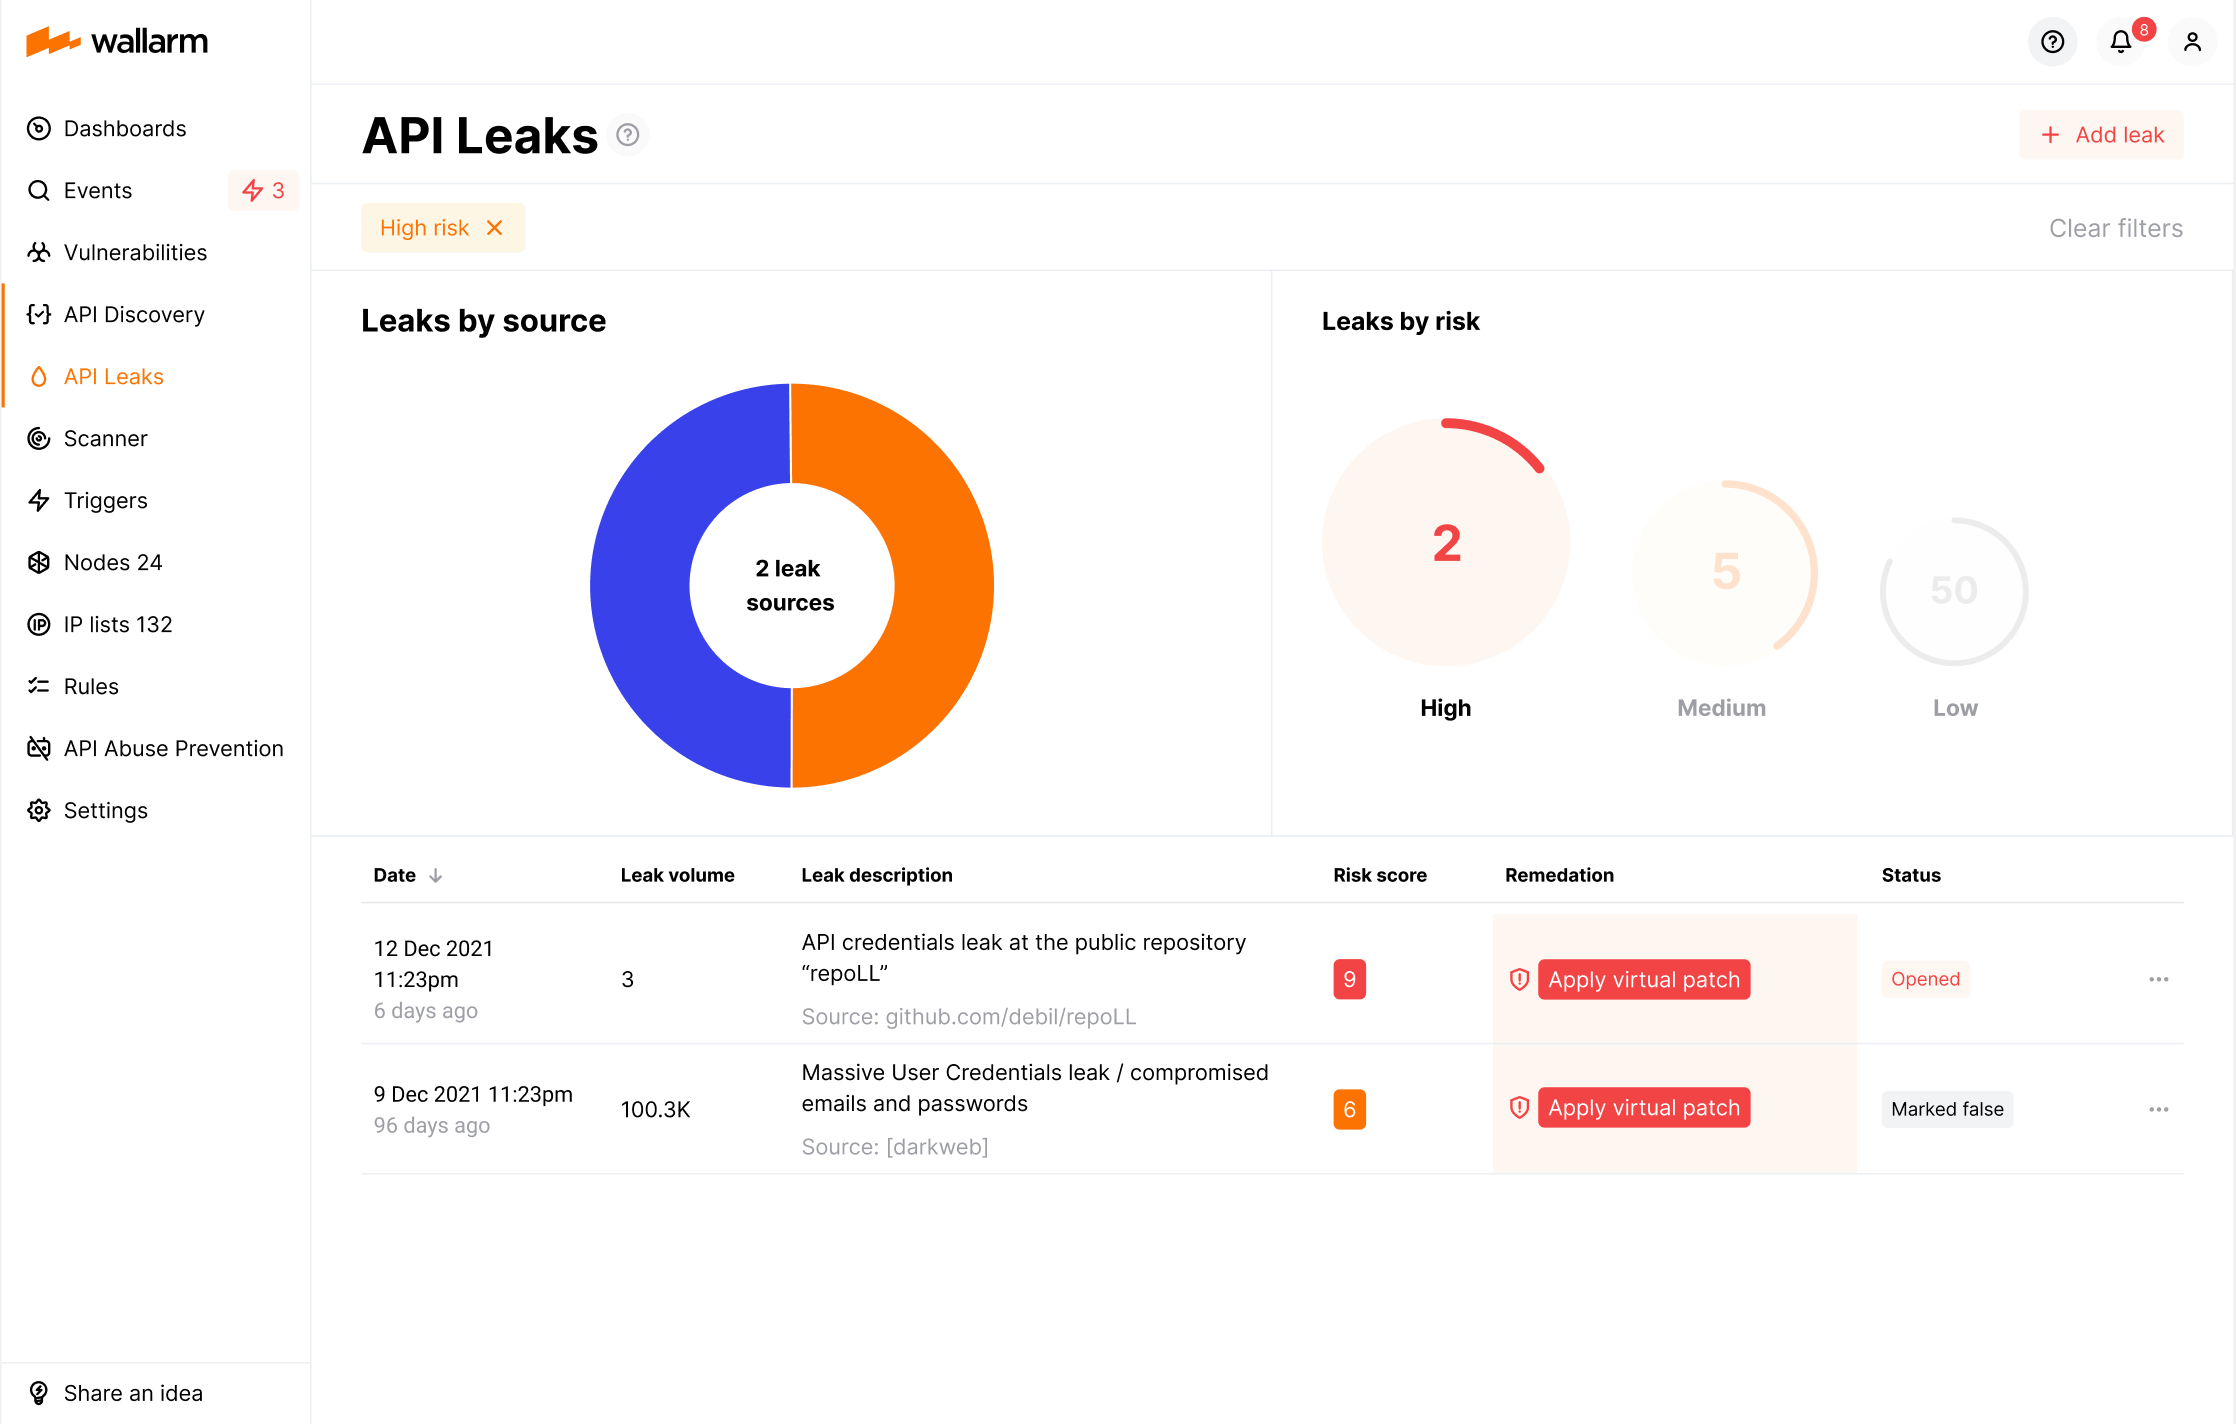 wallarm
8
Dashboards
Events
3
Vulnerabilities
API Discovery
API Leaks
Scanner
Triggers
Nodes 24
IP lists 132
Rules
API Abuse Prevention
Settings
Share an idea
API Leaks
+ Add leak
High risk
Clear filters
Leaks by source
2 leak
sources
Leaks by risk
2
5
50
High
Medium
Low
Date
Leak volume
Leak description
Risk score
Remedation
Status
12 Dec 2021
11:23pm
6 days ago
3
API credentials leak at the public repository
“repoLL”
Source: github.com/debil/repoLL
9
Apply virtual patch
Opened
9 Dec 2021 11:23pm
96 days ago
100.3K
Massive User Credentials leak / compromised
emails and passwords
Source: [darkweb]
6
Apply virtual patch
Marked false